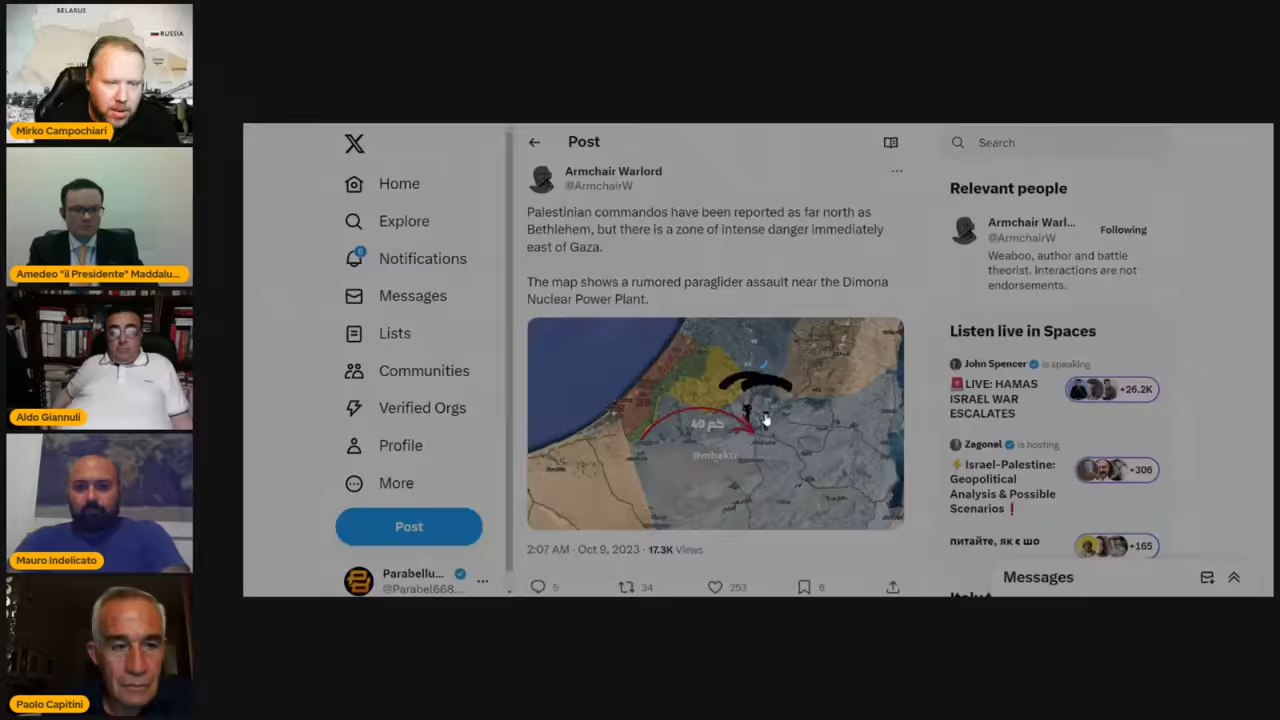 BELARUS
RUSSIA
Mirko Campochiari
Amedeo "il Presidente" Maddalu...
Aldo Giannuli
Mauro Indelicato
Paolo Capitini
Home
Explore
6
Notifications
Messages
Lists
Communities
Verified Orgs
Profile
More
Post
Parabellu...
@Parabel668...
Post
Armchair Warlord
@ArmchairW
Palestinian commandos have been reported as far north as
Bethlehem, but there is a zone of intense danger immediately
east of Gaza.
The map shows a rumored paraglider assault near the Dimona
Nuclear Power Plant.
40 كم
@mhakti
2:07 AM · Oct 9, 2023 · 17.3K Views
5 34 253 6
Search
Relevant people
Armchair Warl...
@ArmchairW
Following
Weaboo, author and battle
theorist. Interactions are not
endorsements.
Listen live in Spaces
John Spencer is speaking
🚨LIVE: HAMAS
ISRAEL WAR
ESCALATES
+26.2K
Zagonel is hosting
⚡Israel-Palestine:
Geopolitical
Analysis & Possible
Scenarios❗
+306
питайте, як є шо
+165
Messages